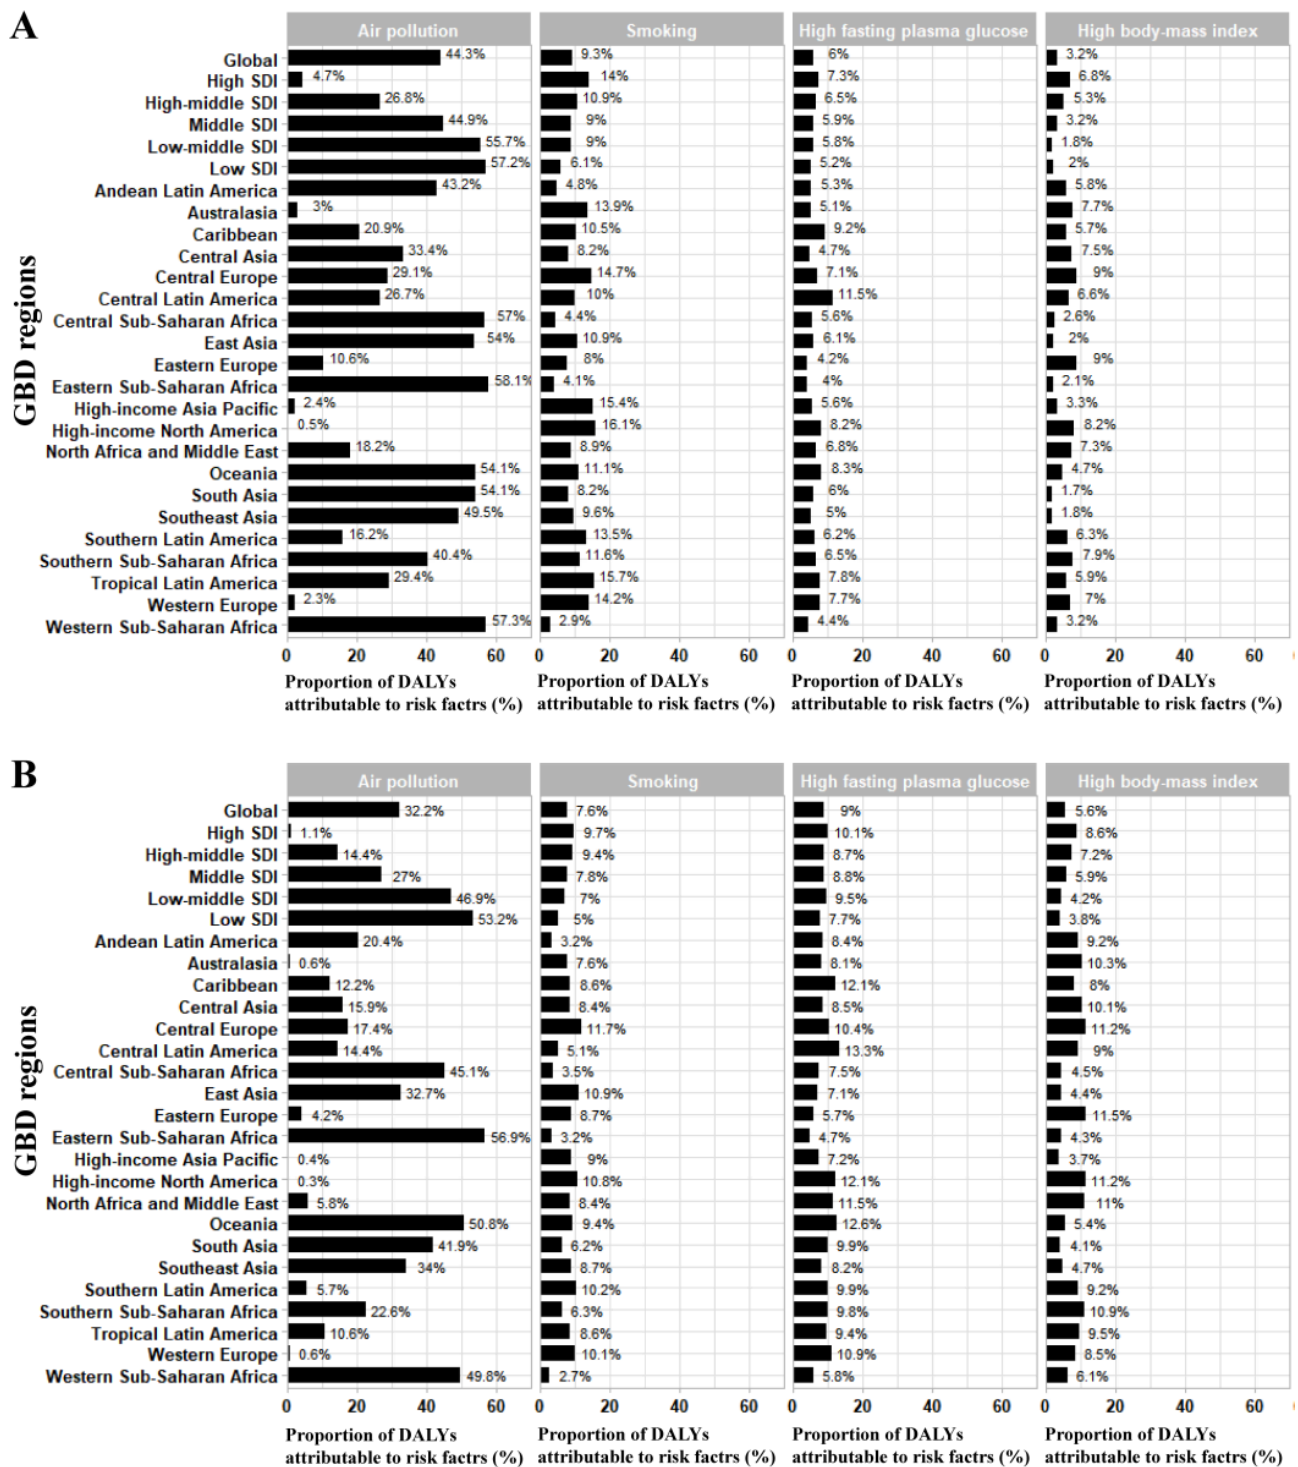 A
Air pollution Smoking High fasting plasma glucose High body-mass index
GBD regions
Global 44.3% 9.3% 6% 3.2%
High SDI 4.7% 14% 7.3% 6.8%
High-middle SDI 26.8% 10.9% 6.5% 5.3%
Middle SDI 44.9% 9% 5.9% 3.2%
Low-middle SDI 55.7% 9% 5.8% 1.8%
Low SDI 57.2% 6.1% 5.2% 2%
Andean Latin America 43.2% 4.8% 5.3% 5.8%
Australasia 3% 13.9% 5.1% 7.7%
Caribbean 20.9% 10.5% 9.2% 5.7%
Central Asia 33.4% 8.2% 4.7% 7.5%
Central Europe 29.1% 14.7% 7.1% 9%
Central Latin America 26.7% 10% 11.5% 6.6%
Central Sub-Saharan Africa 57% 4.4% 5.6% 2.6%
East Asia 54% 10.9% 6.1% 2%
Eastern Europe 10.6% 8% 4.2% 9%
Eastern Sub-Saharan Africa 58.1% 4.1% 4% 2.1%
High-income Asia Pacific 2.4% 15.4% 5.6% 3.3%
High-income North America 0.5% 16.1% 8.2% 8.2%
North Africa and Middle East 18.2% 8.9% 6.8% 7.3%
Oceania 54.1% 11.1% 8.3% 4.7%
South Asia 54.1% 8.2% 6% 1.7%
Southeast Asia 49.5% 9.6% 5% 1.8%
Southern Latin America 16.2% 13.5% 6.2% 6.3%
Southern Sub-Saharan Africa 40.4% 11.6% 6.5% 7.9%
Tropical Latin America 29.4% 15.7% 7.8% 5.9%
Western Europe 2.3% 14.2% 7.7% 7%
Western Sub-Saharan Africa 57.3% 2.9% 4.4% 3.2%
0 20 40 60 0 20 40 60 0 20 40 60 0 20 40 60
Proportion of DALYs Proportion of DALYs Proportion of DALYs Proportion of DALYs
attributable to risk factrs (%) attributable to risk factrs (%) attributable to risk factrs (%) attributable to risk factrs (%)
B
Air pollution Smoking High fasting plasma glucose High body-mass index
GBD regions
Global 32.2% 7.6% 9% 5.6%
High SDI 1.1% 9.7% 10.1% 8.6%
High-middle SDI 14.4% 9.4% 8.7% 7.2%
Middle SDI 27% 7.8% 8.8% 5.9%
Low-middle SDI 46.9% 7% 9.5% 4.2%
Low SDI 53.2% 5% 7.7% 3.8%
Andean Latin America 20.4% 3.2% 8.4% 9.2%
Australasia 0.6% 7.6% 8.1% 10.3%
Caribbean 12.2% 8.6% 12.1% 8%
Central Asia 15.9% 8.4% 8.5% 10.1%
Central Europe 17.4% 11.7% 10.4% 11.2%
Central Latin America 14.4% 5.1% 13.3% 9%
Central Sub-Saharan Africa 45.1% 3.5% 7.5% 4.5%
East Asia 32.7% 10.9% 7.1% 4.4%
Eastern Europe 4.2% 8.7% 5.7% 11.5%
Eastern Sub-Saharan Africa 56.9% 3.2% 4.7% 4.3%
High-income Asia Pacific 0.4% 9% 7.2% 3.7%
High-income North America 0.3% 10.8% 12.1% 11.2%
North Africa and Middle East 5.8% 8.4% 11.5% 11%
Oceania 50.8% 9.4% 12.6% 5.4%
South Asia 41.9% 6.2% 9.9% 4.1%
Southeast Asia 34% 8.7% 8.2% 4.7%
Southern Latin America 5.7% 10.2% 9.9% 9.2%
Southern Sub-Saharan Africa 22.6% 6.3% 9.8% 10.9%
Tropical Latin America 10.6% 8.6% 9.4% 9.5%
Western Europe 0.6% 10.1% 10.9% 8.5%
Western Sub-Saharan Africa 49.8% 2.7% 5.8% 6.1%
0 20 40 60 0 20 40 60 0 20 40 60 0 20 40 60
Proportion of DALYs Proportion of DALYs Proportion of DALYs Proportion of DALYs
attributable to risk factrs (%) attributable to risk factrs (%) attributable to risk factrs (%) attributable to risk factrs (%)